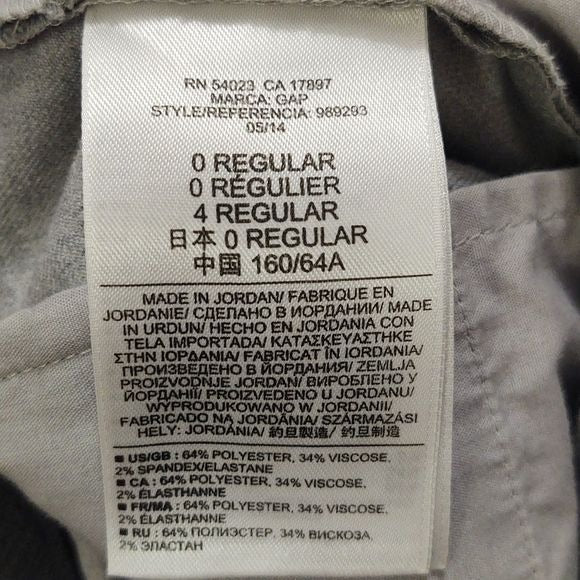 RN 54023 CA 17897
MARCA: GAP
STYLE/REFERENCIA: 989293
05/14
0 REGULAR
0 RÉGULIER
4 REGULAR
日本 0 REGULAR
中国 160/64A
MADE IN JORDAN/ FABRIQUE EN
JORDANIE/ СДЕЛАНО В ИОРДАНИИ/ MADE
IN URDUN/ HECHO EN JORDANIA CON
TELA IMPORTADA/ ΚΑΤΑΣΚΕΥΑΣΤΗΚΕ
ΣΤΗΝ ΙΟΡΔΑΝΙΑ/ FABRICAT ÎN IORDANIA/
ПРОИЗВЕДЕНО В ИОРДАНИЯ/ ZEMLJA
PROIZVODNJE JORDAN/ ВИРОБЛЕНО У
ЙОРДАНІЇ/ PROIZVEDENO U JORDANU/
WYPRODUKOWANO W JORDANII/
FABRICADO NA JORDÂNIA/ SZÁRMAZÁSI
HELY: JORDÁNIA/ 約旦製造/ 约旦制造
■ US/GB : 64% POLYESTER, 34% VISCOSE,
2% SPANDEX/ELASTANE
■ CA : 64% POLYESTER, 34% VISCOSE,
2% ÉLASTHANNE
■ FR/MA : 64% POLYESTER, 34% VISCOSE,
2% ÉLASTHANNE
■ RU : 64% ПОЛИЭСТЕР, 34% ВИСКОЗА,
2% ЭЛАСТАН